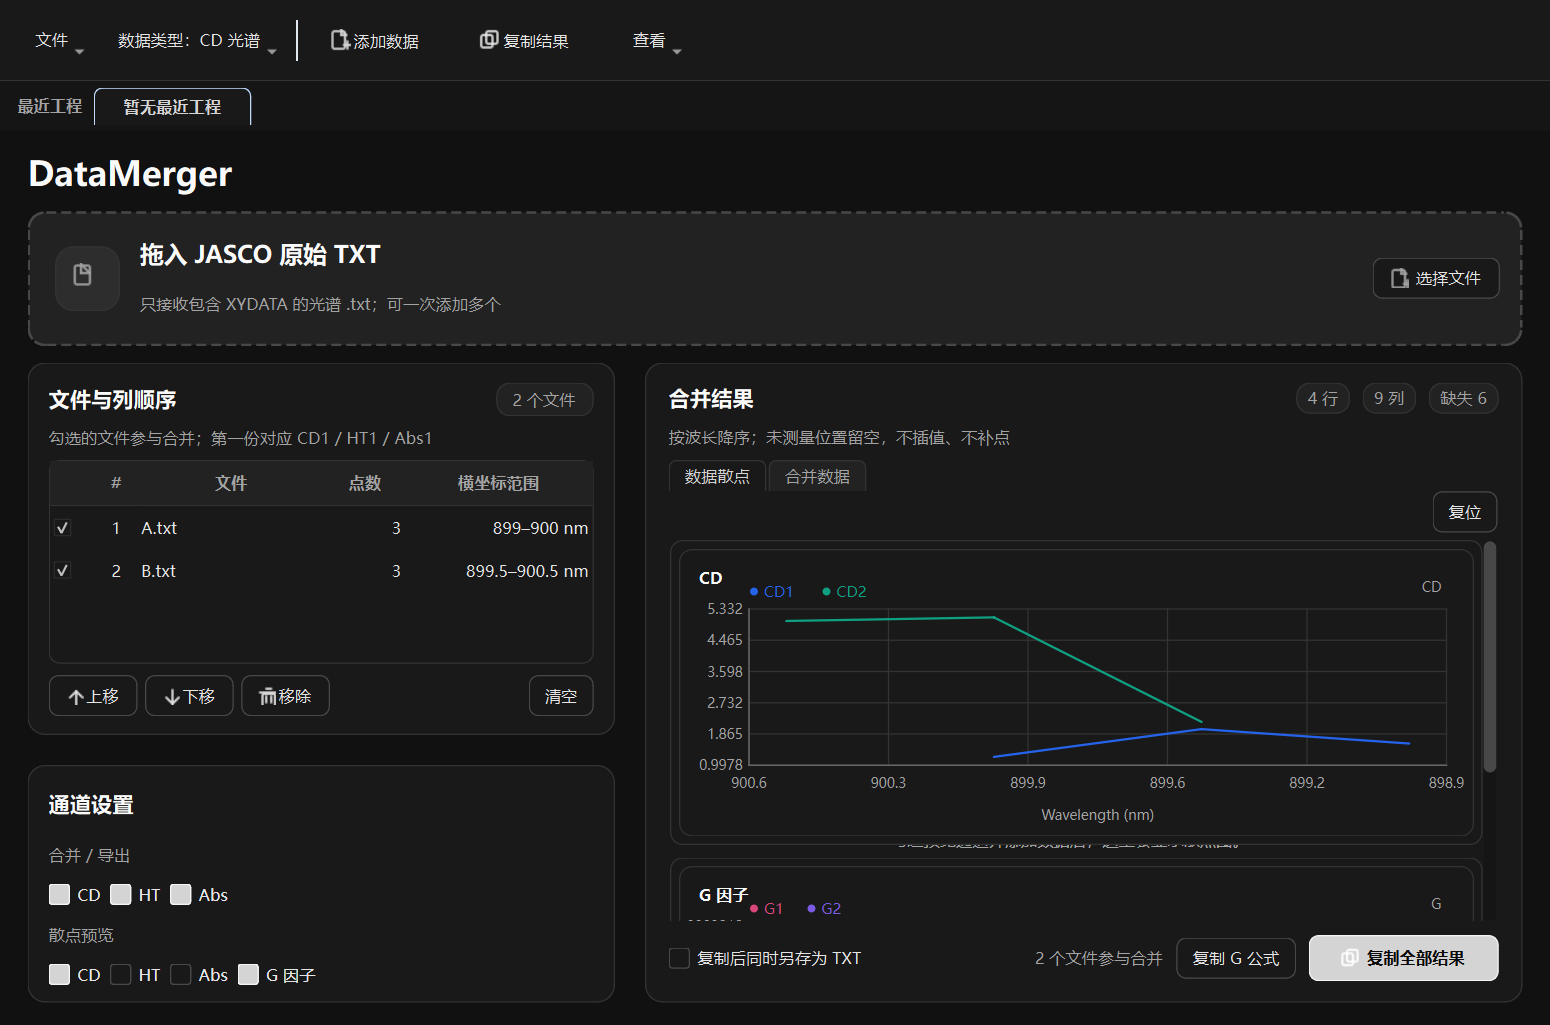 文件
数据类型：CD 光谱
添加数据
复制结果
查看
最近工程
暂无最近工程
DataMerger
拖入 JASCO 原始 TXT
只接收包含 XYDATA 的光谱 .txt；可一次添加多个
选择文件
文件与列顺序
2 个文件
勾选的文件参与合并；第一份对应 CD1 / HT1 / Abs1
# 文件 点数 横坐标范围
1 A.txt 3 899–900 nm
2 B.txt 3 899.5–900.5 nm
上移
下移
移除
清空
通道设置
合并 / 导出
CD HT Abs
散点预览
CD HT Abs G 因子
合并结果
4 行
9 列
缺失 6
按波长降序；未测量位置留空，不插值、不补点
数据散点
合并数据
复位
CD
CD1 CD2
CD
5.332
4.465
3.598
2.732
1.865
0.9978
900.6 900.3 899.9 899.6 899.2 898.9
Wavelength (nm)
G 因子
G1 G2
G
复制后同时另存为 TXT
2 个文件参与合并
复制 G 公式
复制全部结果